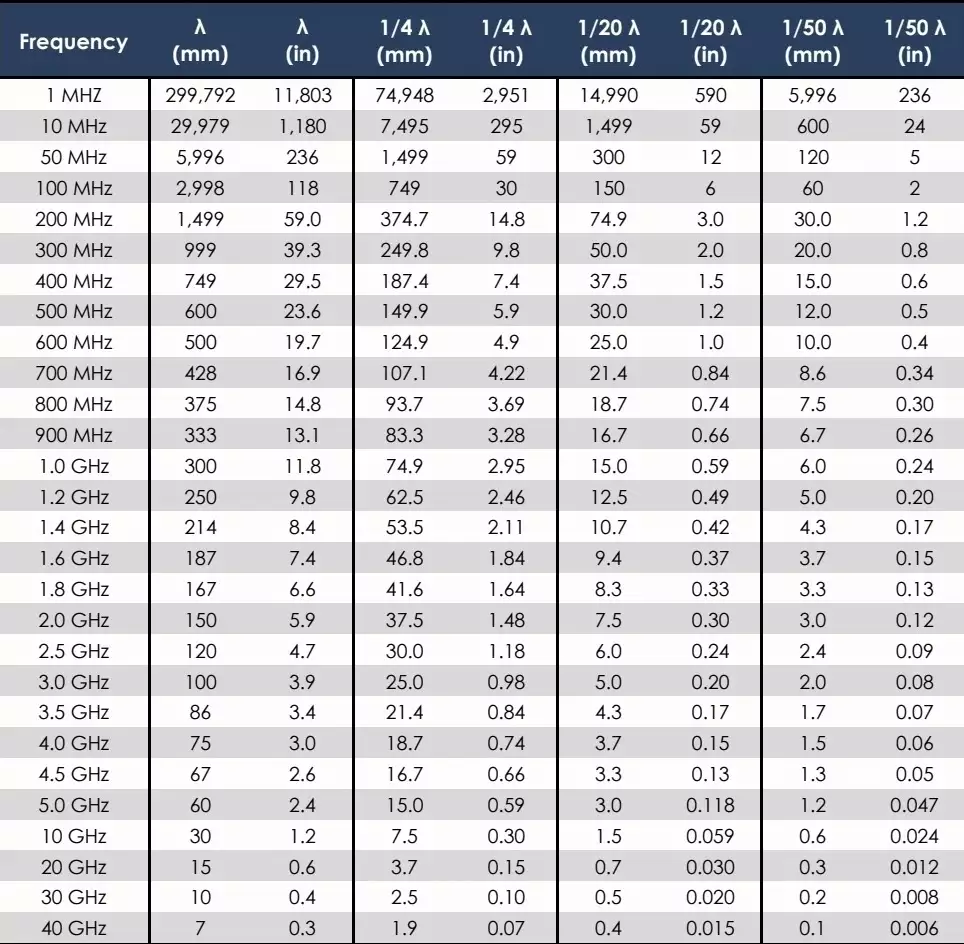 Frequency λ (mm) λ (in) 1/4 λ (mm) 1/4 λ (in) 1/20 λ (mm) 1/20 λ (in) 1/50 λ (mm) 1/50 λ (in)
1 MHZ 299,792 11,803 74,948 2,951 14,990 590 5,996 236
10 MHz 29,979 1,180 7,495 295 1,499 59 600 24
50 MHz 5,996 236 1,499 59 300 12 120 5
100 MHz 2,998 118 749 30 150 6 60 2
200 MHz 1,499 59.0 374.7 14.8 74.9 3.0 30.0 1.2
300 MHz 999 39.3 249.8 9.8 50.0 2.0 20.0 0.8
400 MHz 749 29.5 187.4 7.4 37.5 1.5 15.0 0.6
500 MHz 600 23.6 149.9 5.9 30.0 1.2 12.0 0.5
600 MHz 500 19.7 124.9 4.9 25.0 1.0 10.0 0.4
700 MHz 428 16.9 107.1 4.22 21.4 0.84 8.6 0.34
800 MHz 375 14.8 93.7 3.69 18.7 0.74 7.5 0.30
900 MHz 333 13.1 83.3 3.28 16.7 0.66 6.7 0.26
1.0 GHz 300 11.8 74.9 2.95 15.0 0.59 6.0 0.24
1.2 GHz 250 9.8 62.5 2.46 12.5 0.49 5.0 0.20
1.4 GHz 214 8.4 53.5 2.11 10.7 0.42 4.3 0.17
1.6 GHz 187 7.4 46.8 1.84 9.4 0.37 3.7 0.15
1.8 GHz 167 6.6 41.6 1.64 8.3 0.33 3.3 0.13
2.0 GHz 150 5.9 37.5 1.48 7.5 0.30 3.0 0.12
2.5 GHz 120 4.7 30.0 1.18 6.0 0.24 2.4 0.09
3.0 GHz 100 3.9 25.0 0.98 5.0 0.20 2.0 0.08
3.5 GHz 86 3.4 21.4 0.84 4.3 0.17 1.7 0.07
4.0 GHz 75 3.0 18.7 0.74 3.7 0.15 1.5 0.06
4.5 GHz 67 2.6 16.7 0.66 3.3 0.13 1.3 0.05
5.0 GHz 60 2.4 15.0 0.59 3.0 0.118 1.2 0.047
10 GHz 30 1.2 7.5 0.30 1.5 0.059 0.6 0.024
20 GHz 15 0.6 3.7 0.15 0.7 0.030 0.3 0.012
30 GHz 10 0.4 2.5 0.10 0.5 0.020 0.2 0.008
40 GHz 7 0.3 1.9 0.07 0.4 0.015 0.1 0.006